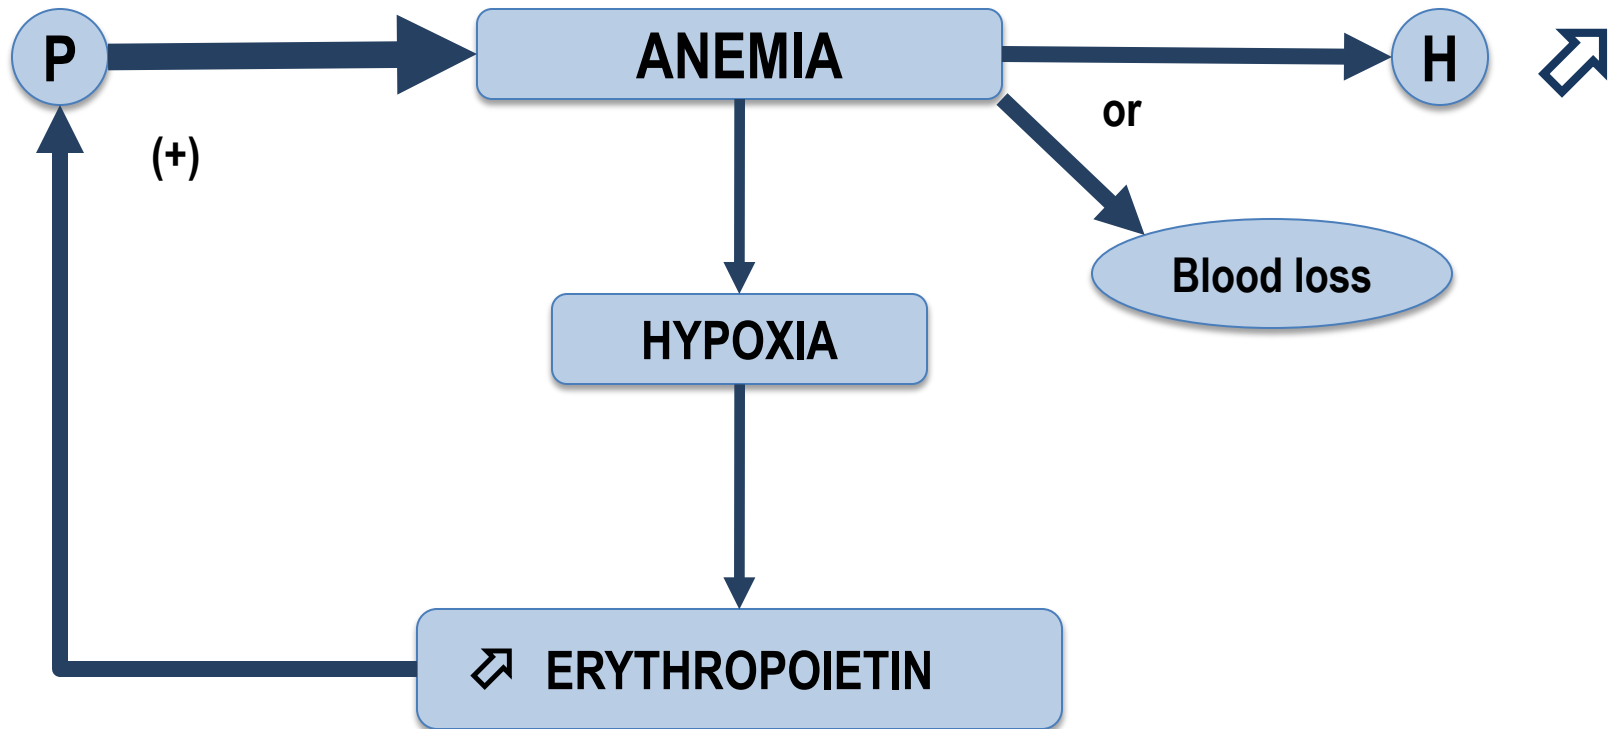 P
ANEMIA
H
or
(+)
Blood loss
HYPOXIA
ERYTHROPOIETIN